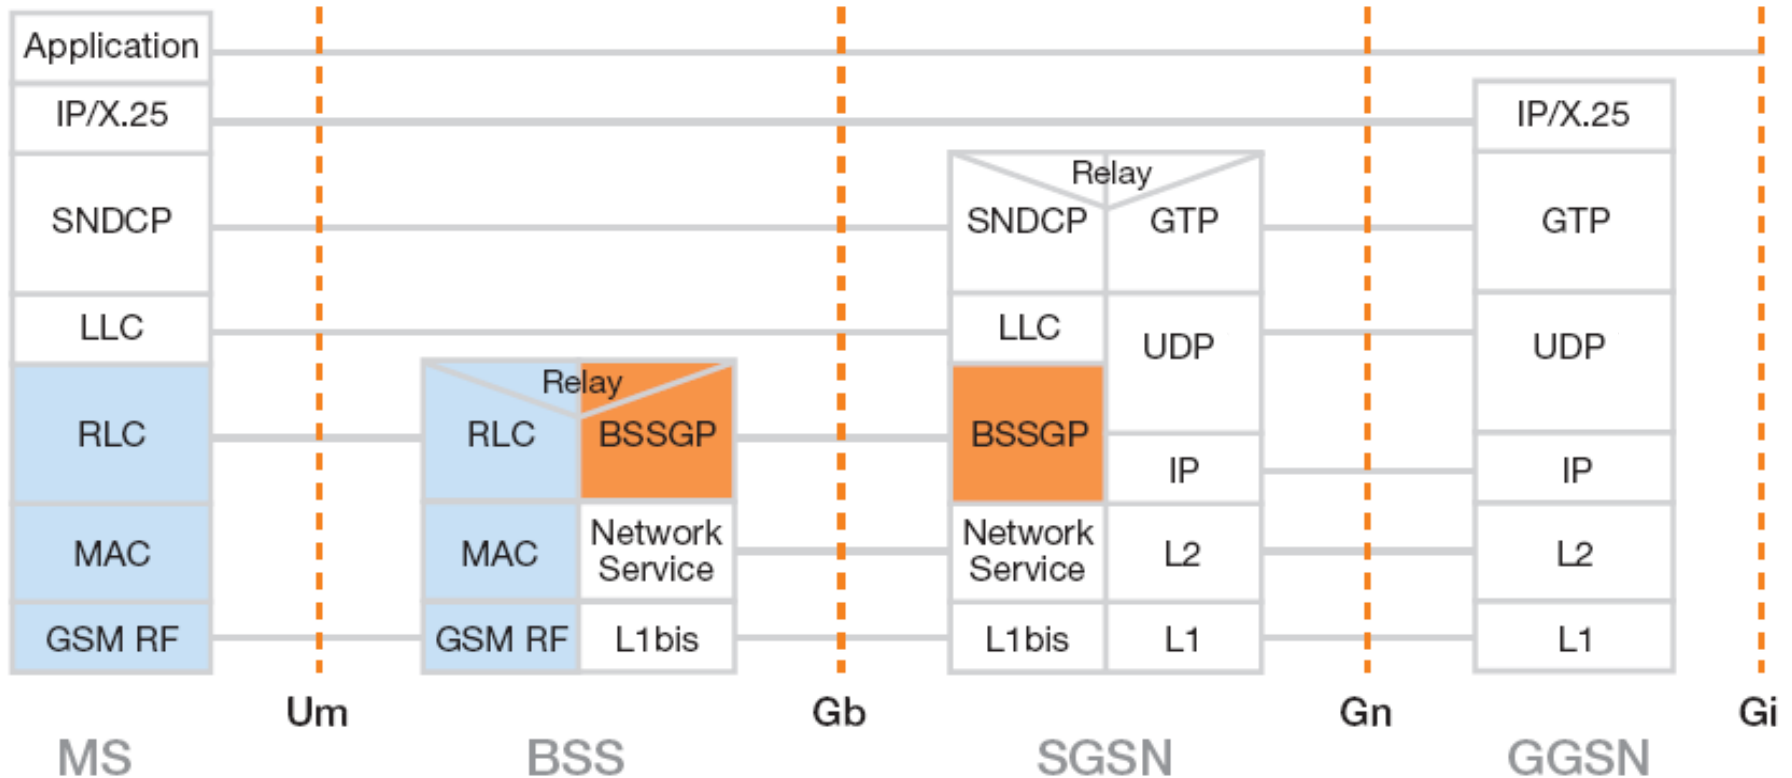 Application
IP/X.25
IP/X.25
Relay
SNDCP
SNDCP
GTP
GTP
LLC
LLC
UDP
UDP
Relay
RLC
RLC
BSSGP
BSSGP
IP
IP
MAC
MAC
Network
Service
Network
Service
L2
L2
GSM RF
GSM RF
L1bis
L1bis
L1
L1
Um
Gb
Gn
Gi
MS
BSS
SGSN
GGSN